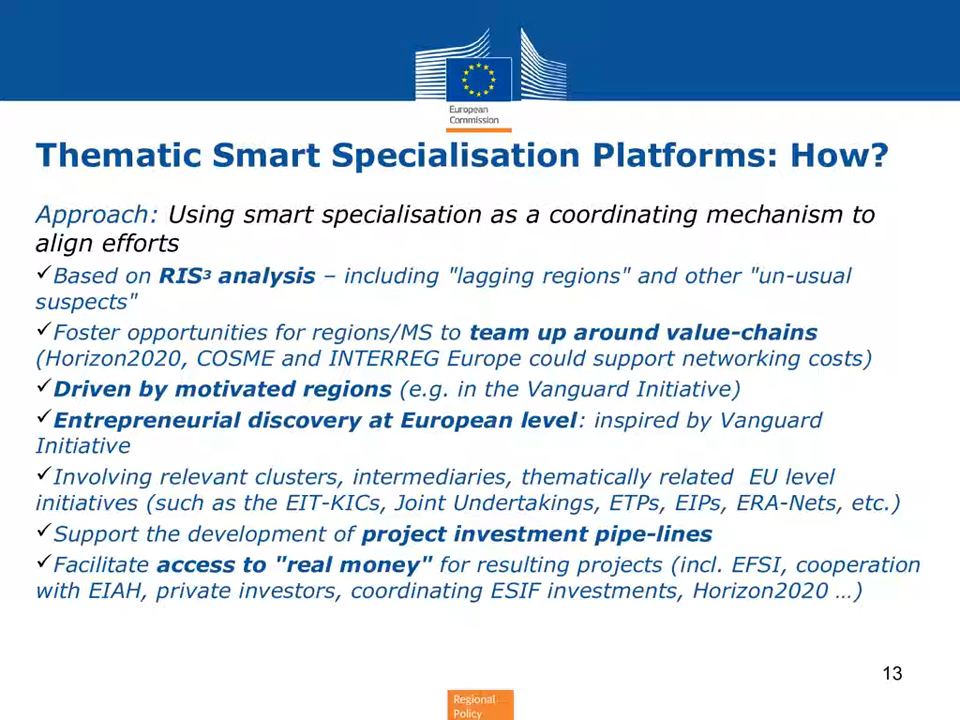 European
Commission
Thematic Smart Specialisation Platforms: How?
Approach: Using smart specialisation as a coordinating mechanism to
align efforts
✓Based on RIS³ analysis – including "lagging regions" and other "un-usual
suspects"
✓Foster opportunities for regions/MS to team up around value-chains
(Horizon2020, COSME and INTERREG Europe could support networking costs)
✓Driven by motivated regions (e.g. in the Vanguard Initiative)
✓Entrepreneurial discovery at European level: inspired by Vanguard
Initiative
✓Involving relevant clusters, intermediaries, thematically related EU level
initiatives (such as the EIT-KICs, Joint Undertakings, ETPs, EIPs, ERA-Nets, etc.)
✓Support the development of project investment pipe-lines
✓Facilitate access to "real money" for resulting projects (incl. EFSI, cooperation
with EIAH, private investors, coordinating ESIF investments, Horizon2020 …)
13
Regional
Policy